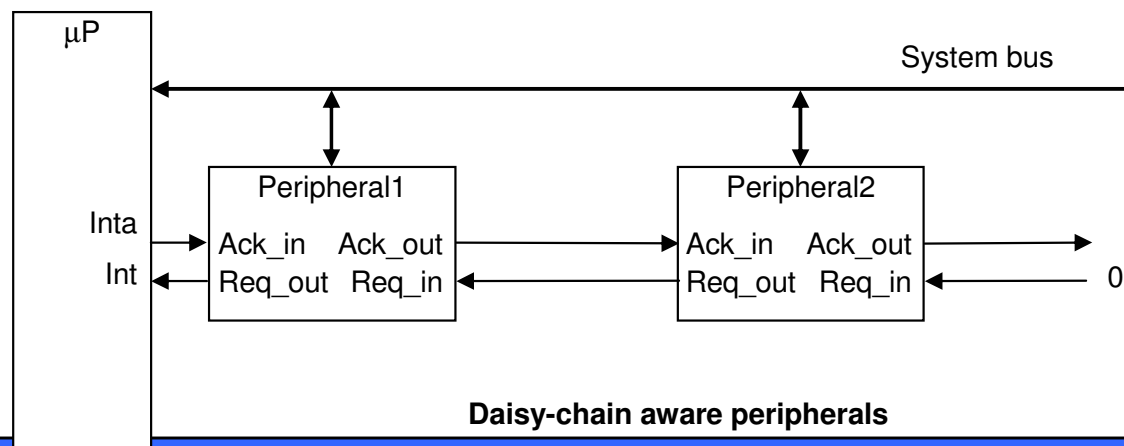 μP
System bus
Peripheral1
Peripheral2
Inta
Ack_in Ack_out
Ack_in Ack_out
Int
Req_out Req_in
Req_out Req_in
0
Daisy-chain aware peripherals